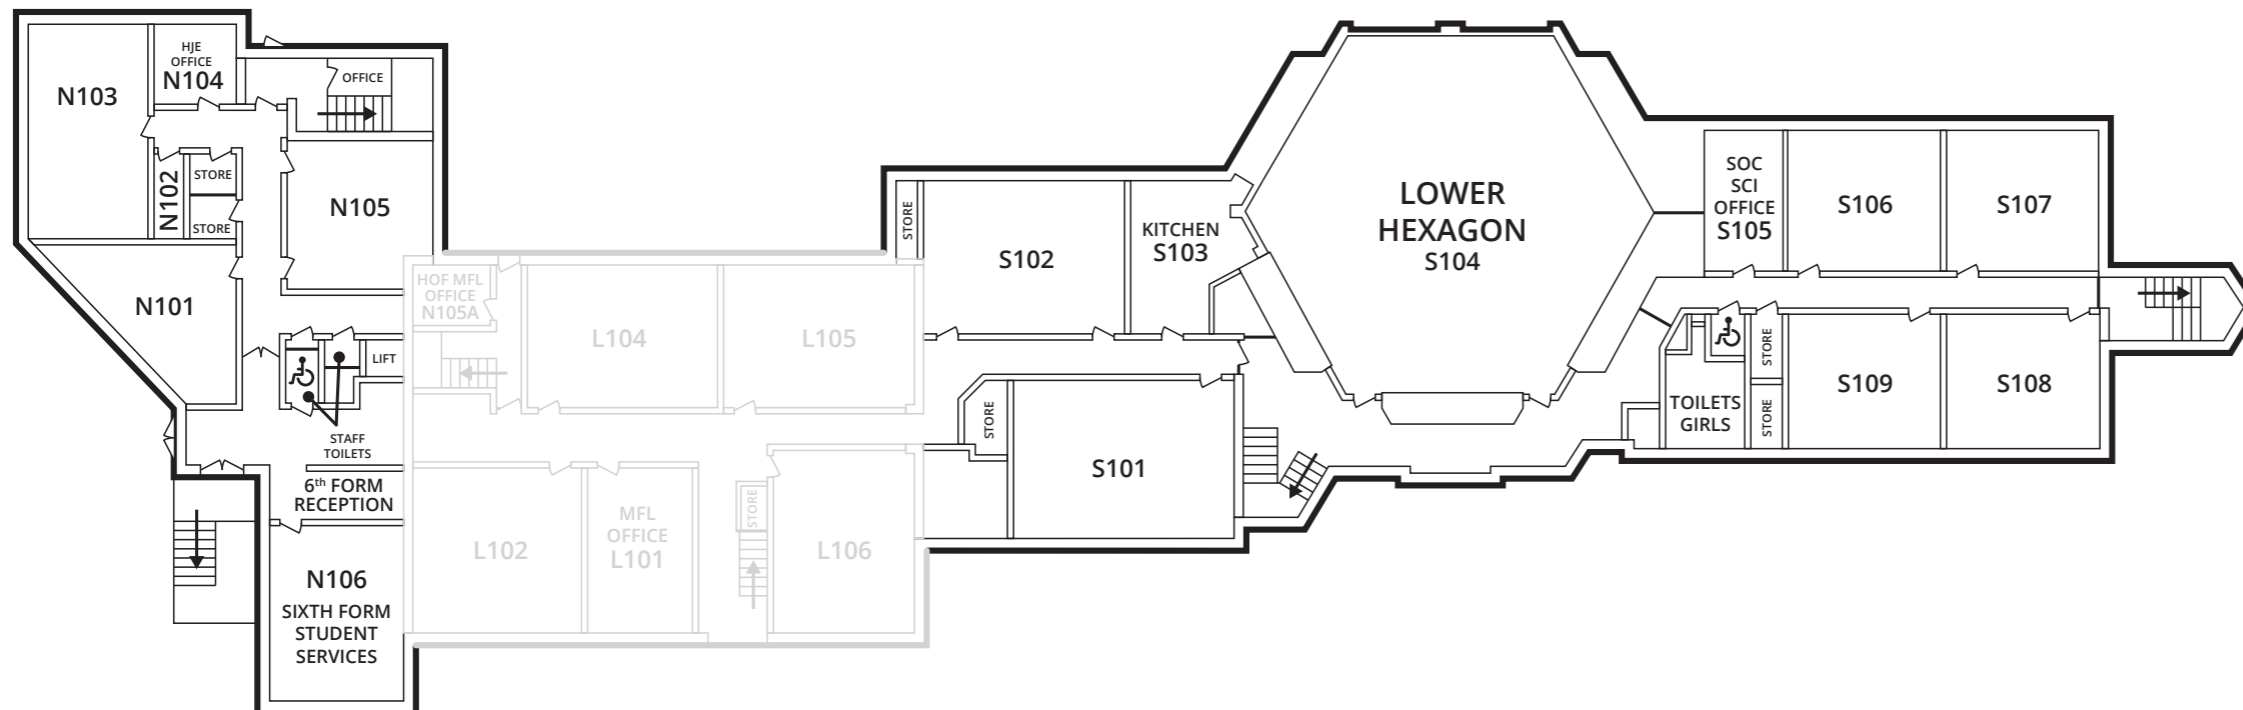 N103
HJE
OFFICE
N104
OFFICE
N102
STORE
STORE
N105
N101
LIFT
STAFF
TOILETS
6th FORM
RECEPTION
N106
SIXTH FORM
STUDENT
SERVICES
HOF MFL
OFFICE
N105A
L104
L105
L102
MFL
OFFICE
L101
STORE
L106
STORE
S102
KITCHEN
S103
STORE
S101
LOWER
HEXAGON
S104
SOC
SCI
OFFICE
S105
S106
S107
TOILETS
GIRLS
STORE
STORE
S109
S108